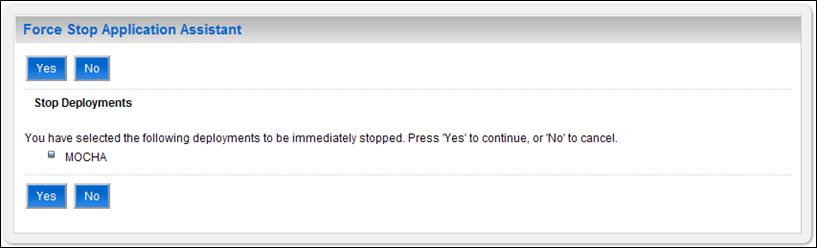 Force Stop Application Assistant
Yes No
Stop Deployments
You have selected the following deployments to be immediately stopped. Press 'Yes' to continue, or 'No' to cancel.
MOCHA
Yes No